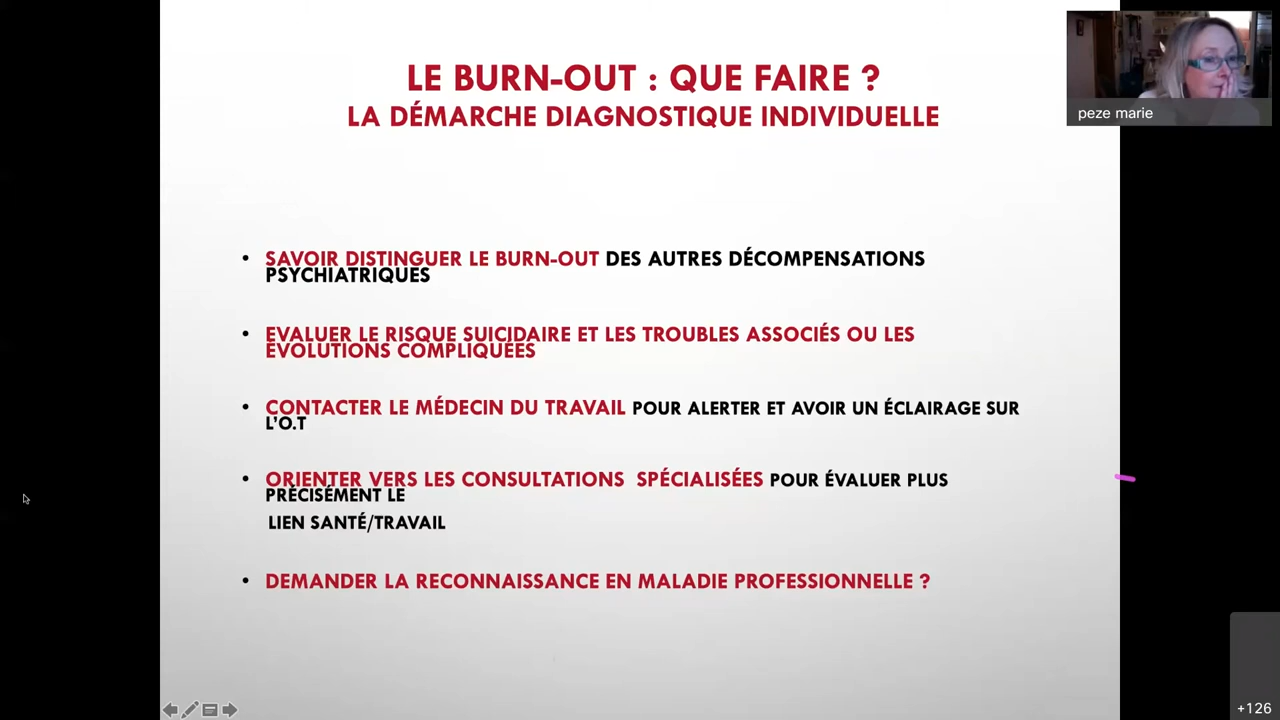 LE BURN-OUT : QUE FAIRE ?
LA DÉMARCHE DIAGNOSTIQUE INDIVIDUELLE
peze marie
• SAVOIR DISTINGUER LE BURN-OUT DES AUTRES DÉCOMPENSATIONS
PSYCHIATRIQUES
• EVALUER LE RISQUE SUICIDAIRE ET LES TROUBLES ASSOCIÉS OU LES
ÉVOLUTIONS COMPLIQUÉES
• CONTACTER LE MÉDECIN DU TRAVAIL POUR ALERTER ET AVOIR UN ÉCLAIRAGE SUR
L'O.T
• ORIENTER VERS LES CONSULTATIONS SPÉCIALISÉES POUR ÉVALUER PLUS
PRÉCISÉMENT LE
LIEN SANTÉ/TRAVAIL
• DEMANDER LA RECONNAISSANCE EN MALADIE PROFESSIONNELLE ?
+126